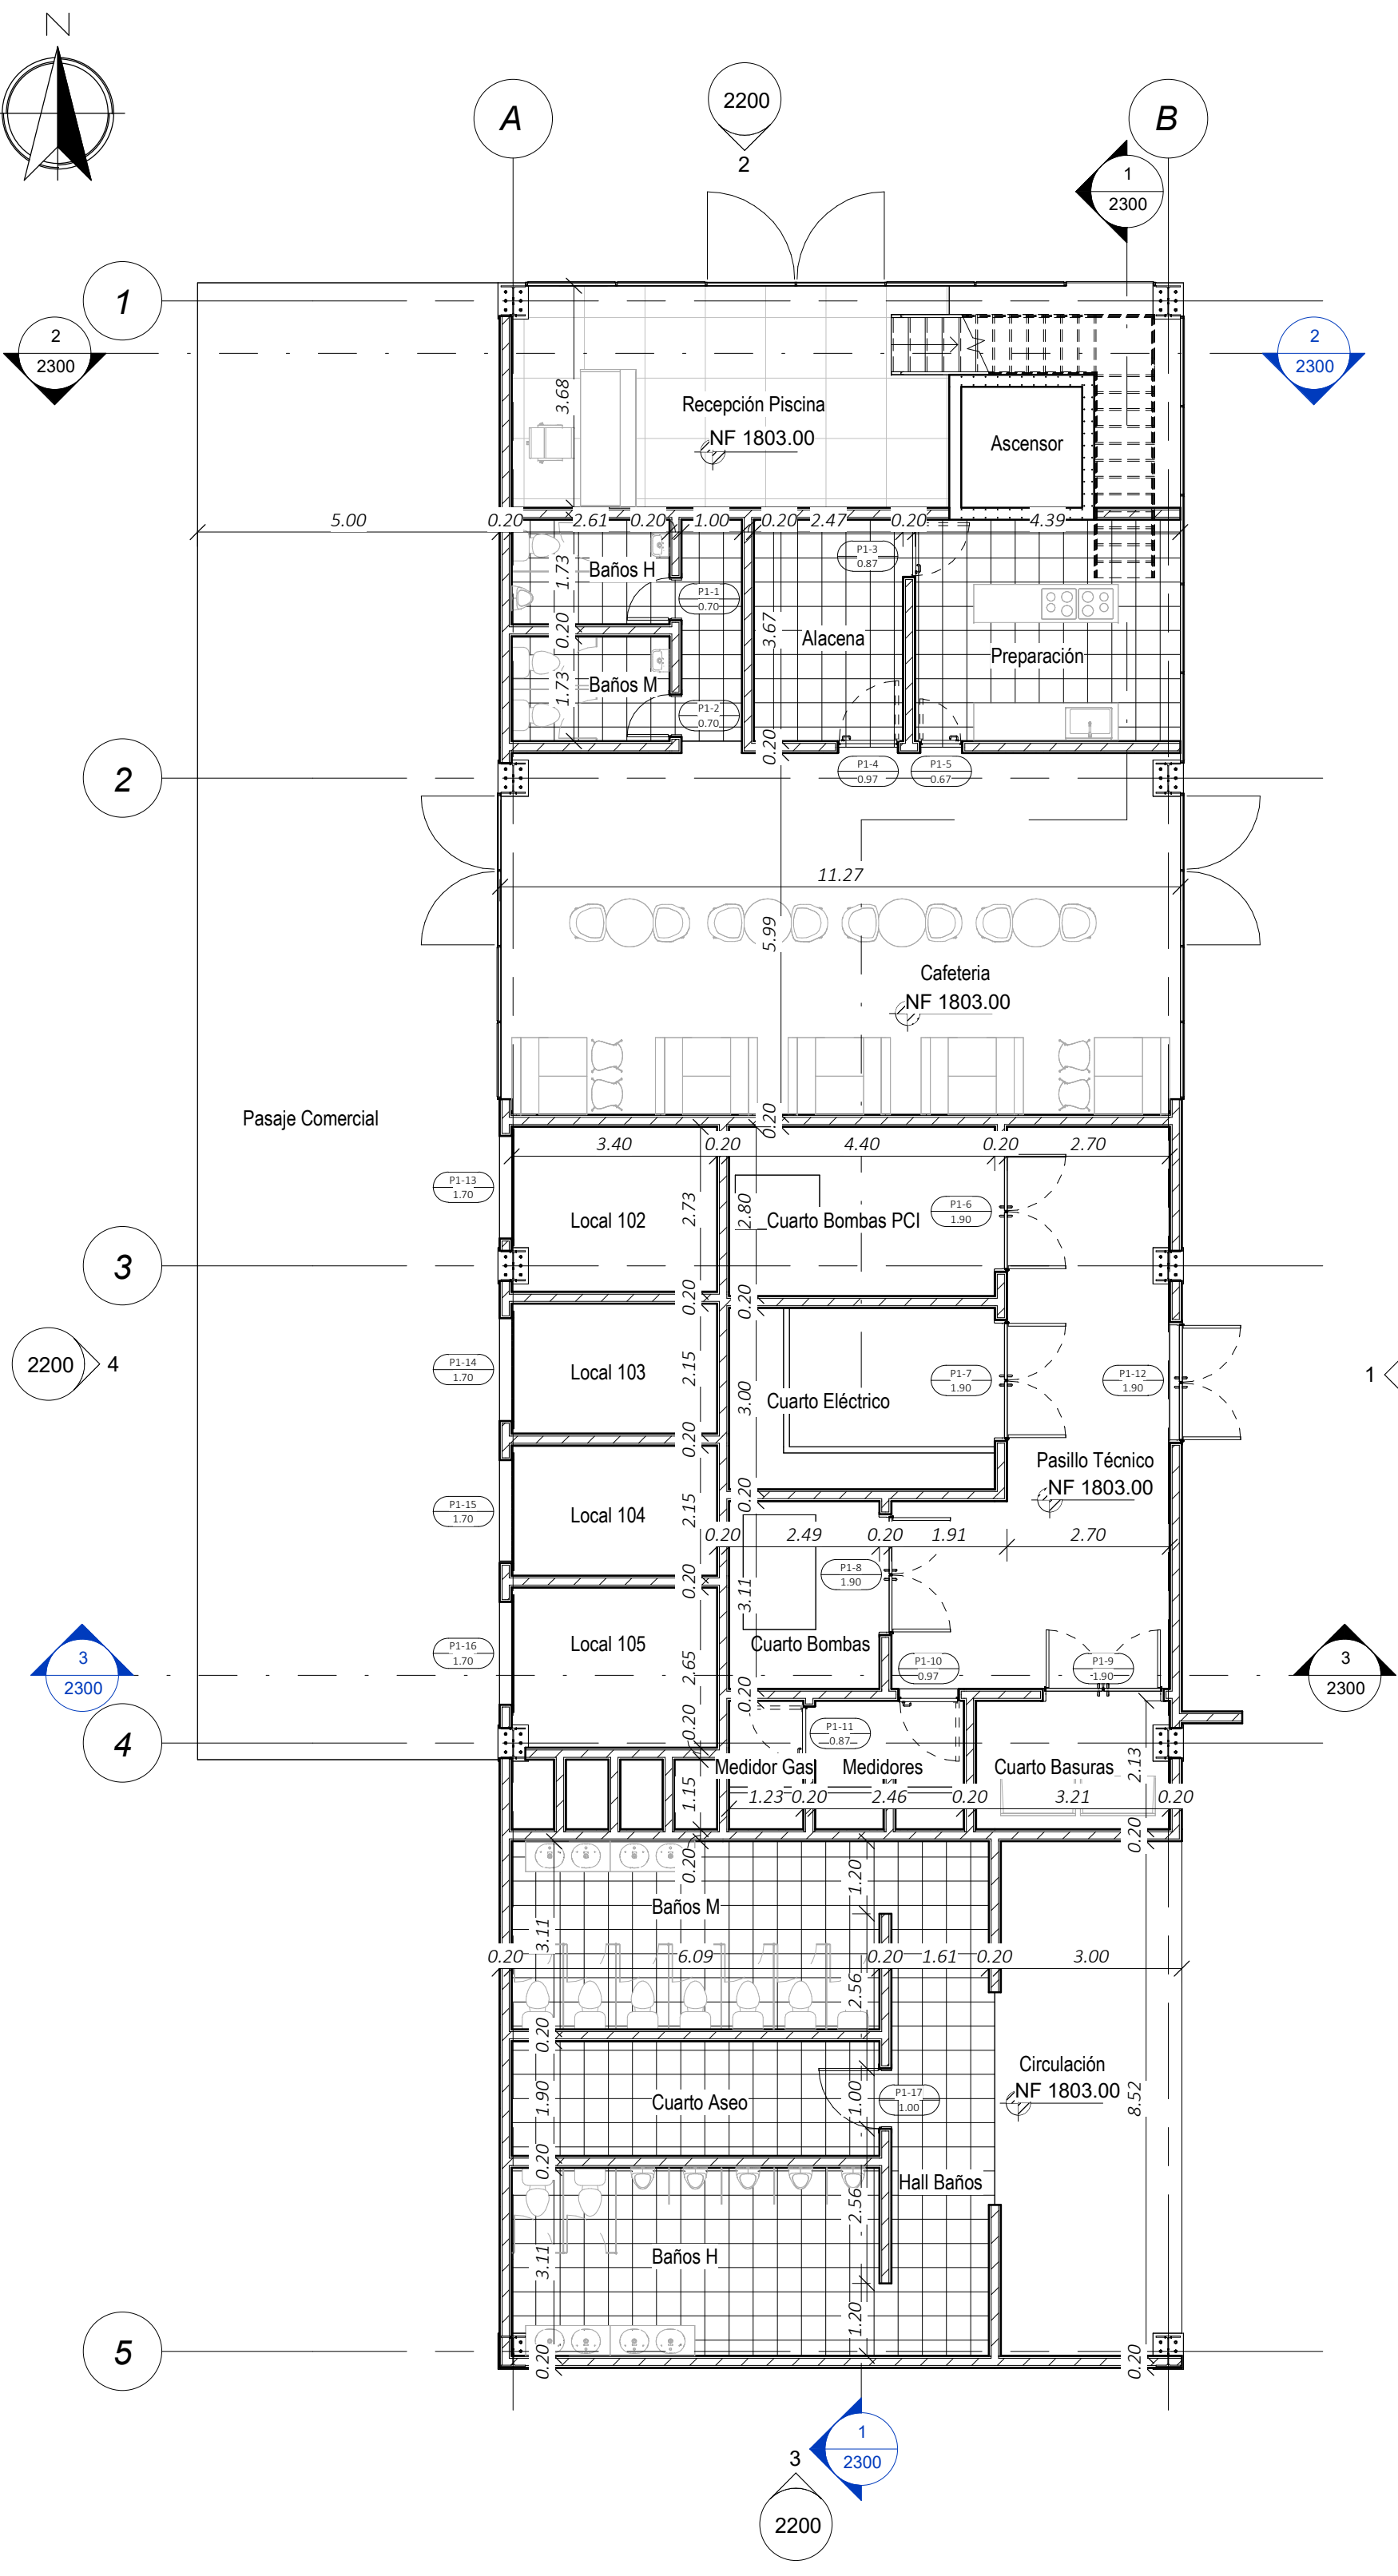 N
A
2200
2
B
1
2300
1
2
2300
2
2300
3.68
Recepción Piscina
NF 1803.00
Ascensor
5.00
0.20
2.61
0.20
1.00
0.20
2.47
0.20
4.39
P1-3
0.87
1.73
Baños H
P1-1
0.70
0.20
3.67
Alacena
Preparación
1.73
Baños M
P1-2
0.70
0.20
2
P1-4
0.97
P1-5
0.67
11.27
5.99
Cafeteria
NF 1803.00
Pasaje Comercial
0.20
3.40
0.20
4.40
0.20
2.70
P1-13
1.70
2.73
2.80
Local 102
Cuarto Bombas PCI
P1-6
1.90
3
0.20
0.20
2200
4
P1-14
1.70
Local 103
2.15
3.00
Cuarto Eléctrico
P1-7
1.90
P1-12
1.90
1
0.20
Pasillo Técnico
NF 1803.00
0.20
P1-15
1.70
Local 104
2.15
0.20
2.49
0.20
1.91
2.70
P1-8
1.90
0.20
3.11
Local 105
Cuarto Bombas
P1-16
1.70
3
2300
2.65
P1-10
0.97
P1-9
1.90
3
2300
0.20
0.20
4
P1-11
0.87
Medidor Gas
Medidores
Cuarto Basuras
2.13
1.15
1.23
0.20
2.46
0.20
3.21
0.20
0.20
0.20
1.20
Baños M
3.11
0.20
6.09
0.20
1.61
0.20
3.00
2.56
0.20
Circulación
NF 1803.00
1.90
Cuarto Aseo
1.00
P1-17
1.00
8.52
0.20
Hall Baños
2.56
Baños H
3.11
1.20
5
0.20
0.20
1
2300
3
2200